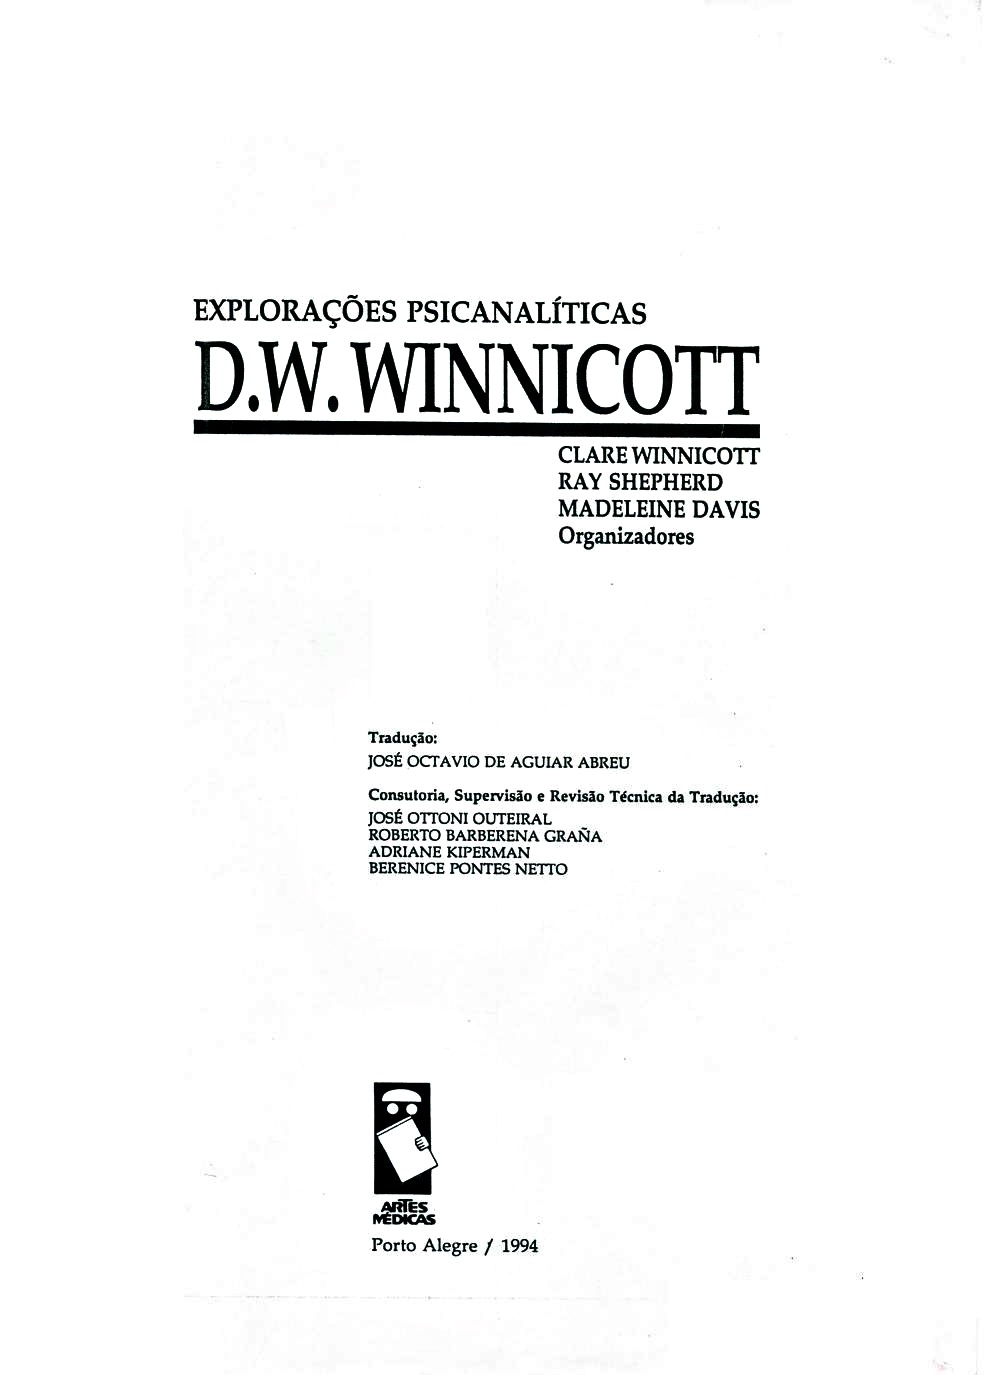 EXPLORAÇÕES PSICANALÍTICAS
D.W. WINNICOTT
CLARE WINNICOTT
RAY SHEPHERD
MADELEINE DAVIS
Organizadores
Tradução:
JOSÉ OCTAVIO DE AGUIAR ABREU
Consutoria, Supervisão e Revisão Técnica da Tradução:
JOSÉ OTTONI OUTEIRAL
ROBERTO BARBERENA GRAÑA
ADRIANE KIPERMAN
BERENICE PONTES NETTO
ARTES
MÉDICAS
Porto Alegre / 1994